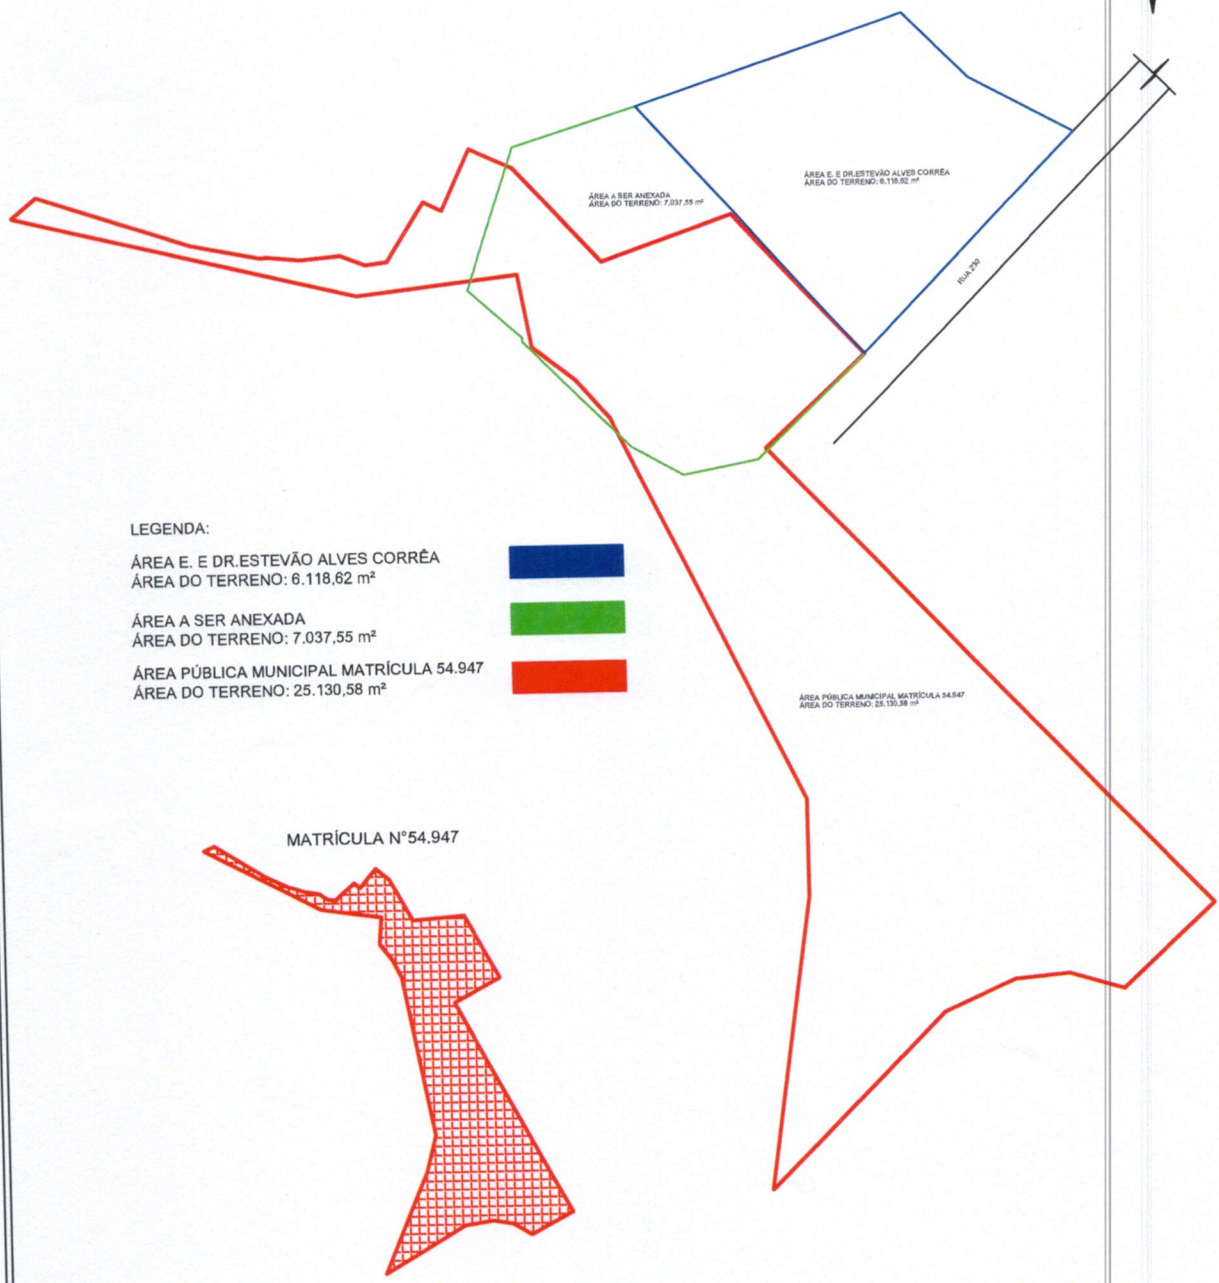 ÁREA E. E DR.ESTEVÃO ALVES CORRÊA
ÁREA DO TERRENO: 6.118,62 m²
ÁREA A SER ANEXADA
ÁREA DO TERRENO: 7.037,55 m²
RUA 230
LEGENDA:
ÁREA E. E DR.ESTEVÃO ALVES CORRÊA
ÁREA DO TERRENO: 6.118,62 m²
ÁREA A SER ANEXADA
ÁREA DO TERRENO: 7.037,55 m²
ÁREA PÚBLICA MUNICIPAL MATRÍCULA 54.947
ÁREA DO TERRENO: 25.130,58 m²
ÁREA PÚBLICA MUNICIPAL MATRÍCULA 54.947
ÁREA DO TERRENO: 25.130,58 m²
MATRÍCULA N°54.947